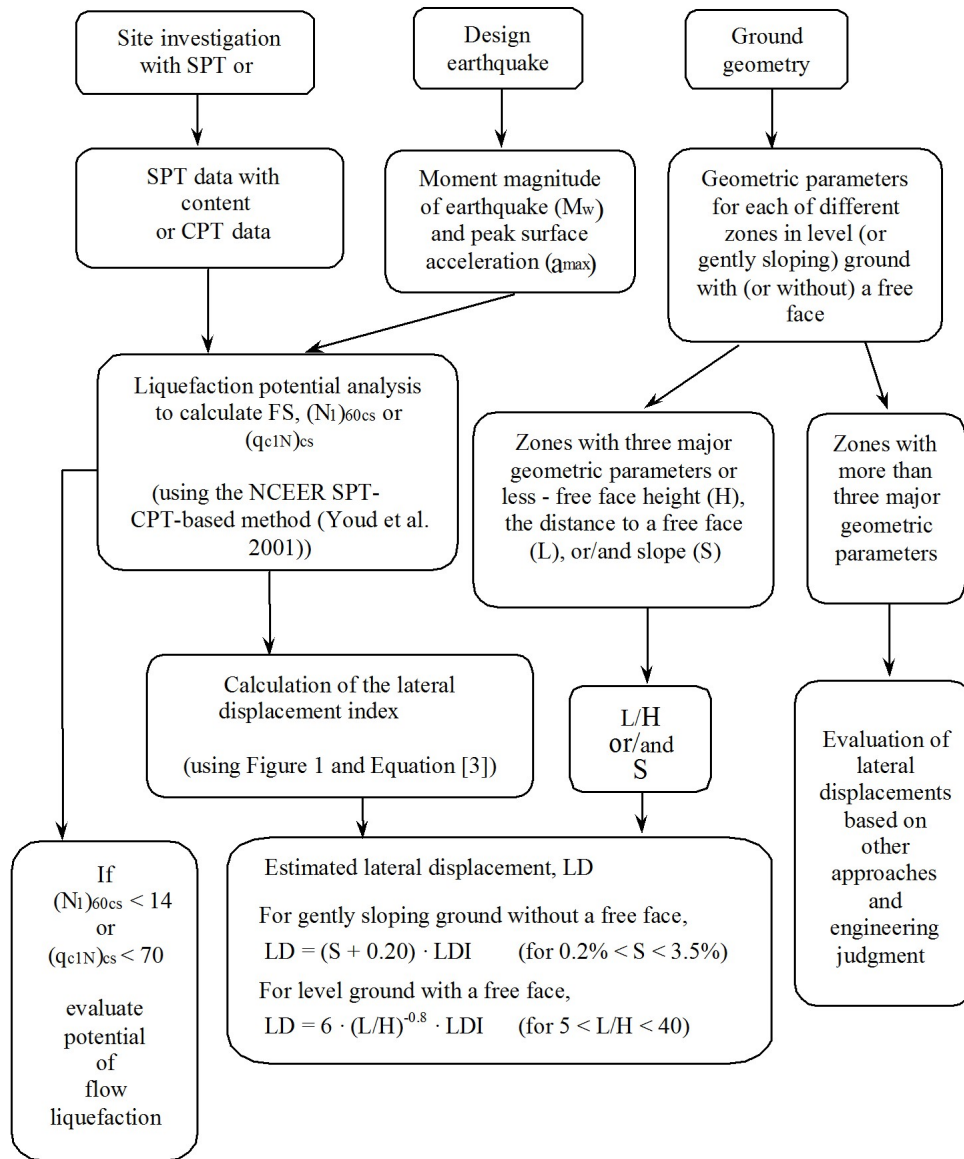 Site investigation
with SPT or
Design
earthquake
Ground
geometry
SPT data with
content
or CPT data
Moment magnitude
of earthquake (Mw)
and peak surface
acceleration (amax)
Geometric parameters
for each of different
zones in level (or
gently sloping) ground
with (or without) a free
face
Liquefaction potential analysis
to calculate FS, (N1)60cs or
(qc1N)cs
(using the NCEER SPT-
CPT-based method (Youd et al.
2001))
Zones with three major
geometric parameters or
less - free face height (H),
the distance to a free face
(L), or/and slope (S)
Zones with
more than
three major
geometric
parameters
Calculation of the lateral
displacement index
(using Figure 1 and Equation [3])
L/H
or/and
S
Evaluation of
lateral
displacements
based on
other
approaches
and
engineering
judgment
If
(N1)60cs < 14
or
(qc1N)cs < 70
evaluate
potential
of
flow
liquefaction
Estimated lateral displacement, LD
For gently sloping ground without a free face,
LD = (S + 0.20) · LDI (for 0.2% < S < 3.5%)
For level ground with a free face,
LD = 6 · (L/H)-0.8 · LDI (for 5 < L/H < 40)